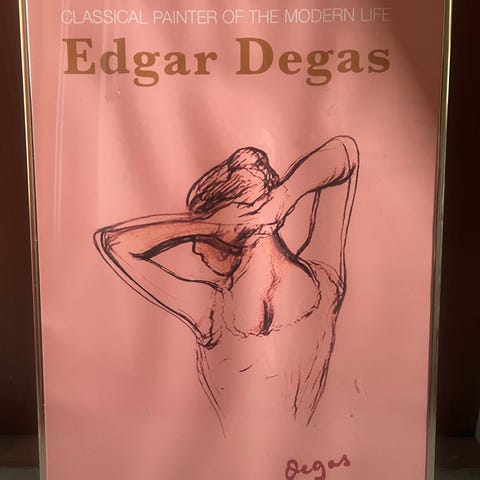 CLASSICAL PAINTER OF THE MODERN LIFE
Edgar Degas
Degas